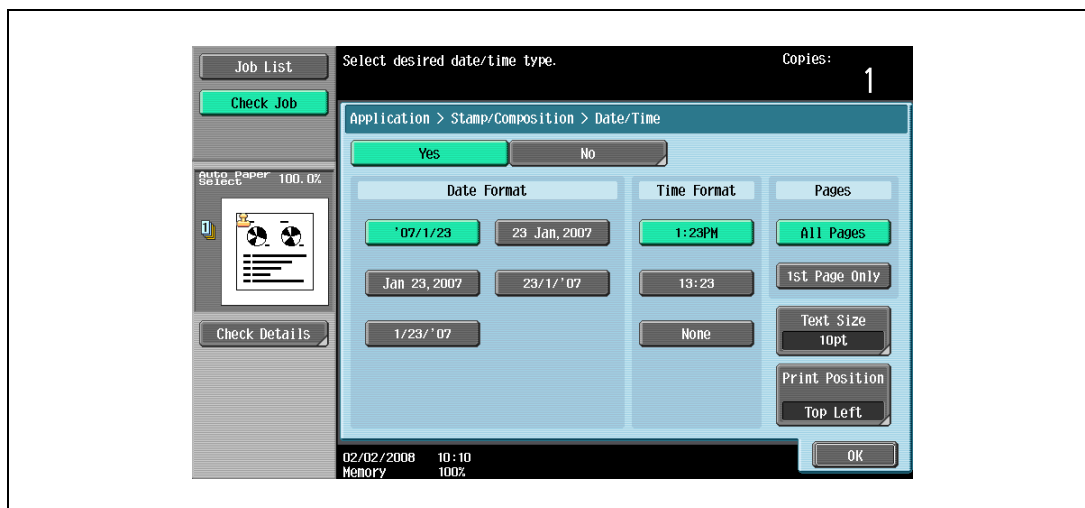 Job List
Check Job
Select desired date/time type.
Copies:
1
Application > Stamp/Composition > Date/Time
Yes
No
Auto Paper
Select
100.0%
1
Date Format
Time Format
Pages
'07/1/23
23 Jan,2007
1:23PM
All Pages
Jan 23,2007
23/1/'07
13:23
1st Page Only
1/23/'07
None
Text Size
10pt
Check Details
Print Position
Top Left
02/02/2008 10:10
Memory 100%
OK